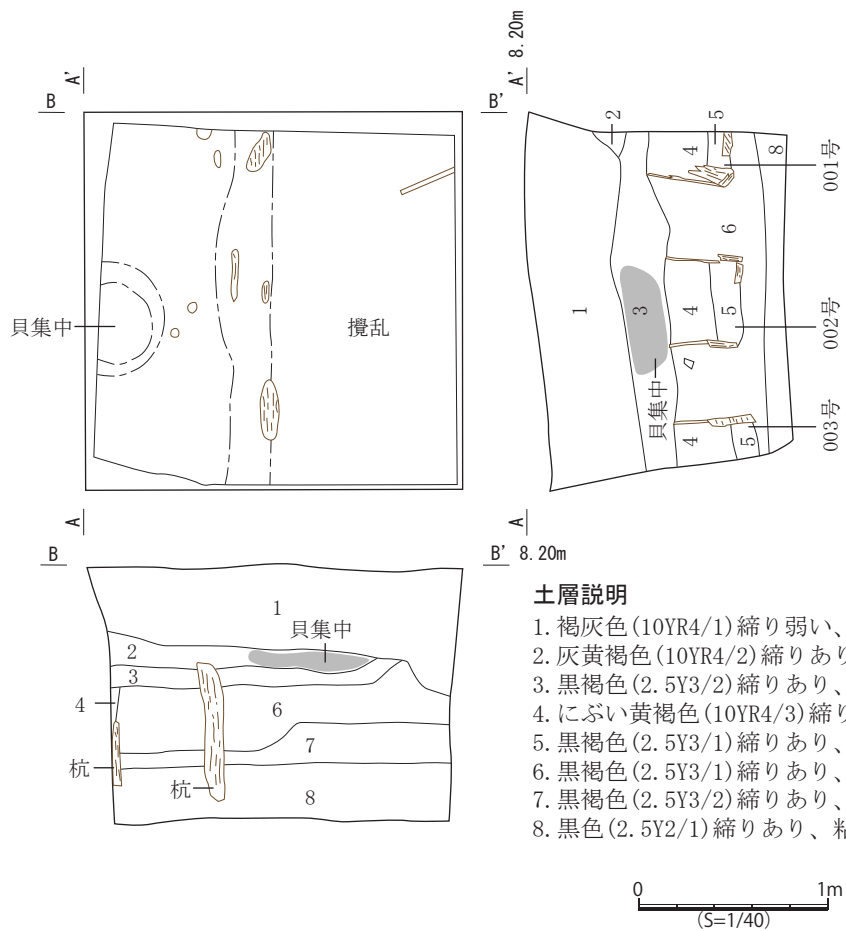 A'
B
B'
A' 8.20m
2
5
4
8
001号
6
貝集中
攪乱
1
3
4
5
002号
貝集中
4
5
003号
A
A
B
B' 8.20m
1
貝集中
2
3
4
6
7
杭
杭
8
土層説明
1. 褐灰色(10YR4/1)締り弱い、
2. 灰黄褐色(10YR4/2)締りあり
3. 黒褐色(2.5Y3/2)締りあり、
4. にぶい黄褐色(10YR4/3)締り
5. 黒褐色(2.5Y3/1)締りあり、
6. 黒褐色(2.5Y3/1)締りあり、
7. 黒褐色(2.5Y3/2)締りあり、
8. 黒色(2.5Y2/1)締りあり、粘
0 1m
(S=1/40)